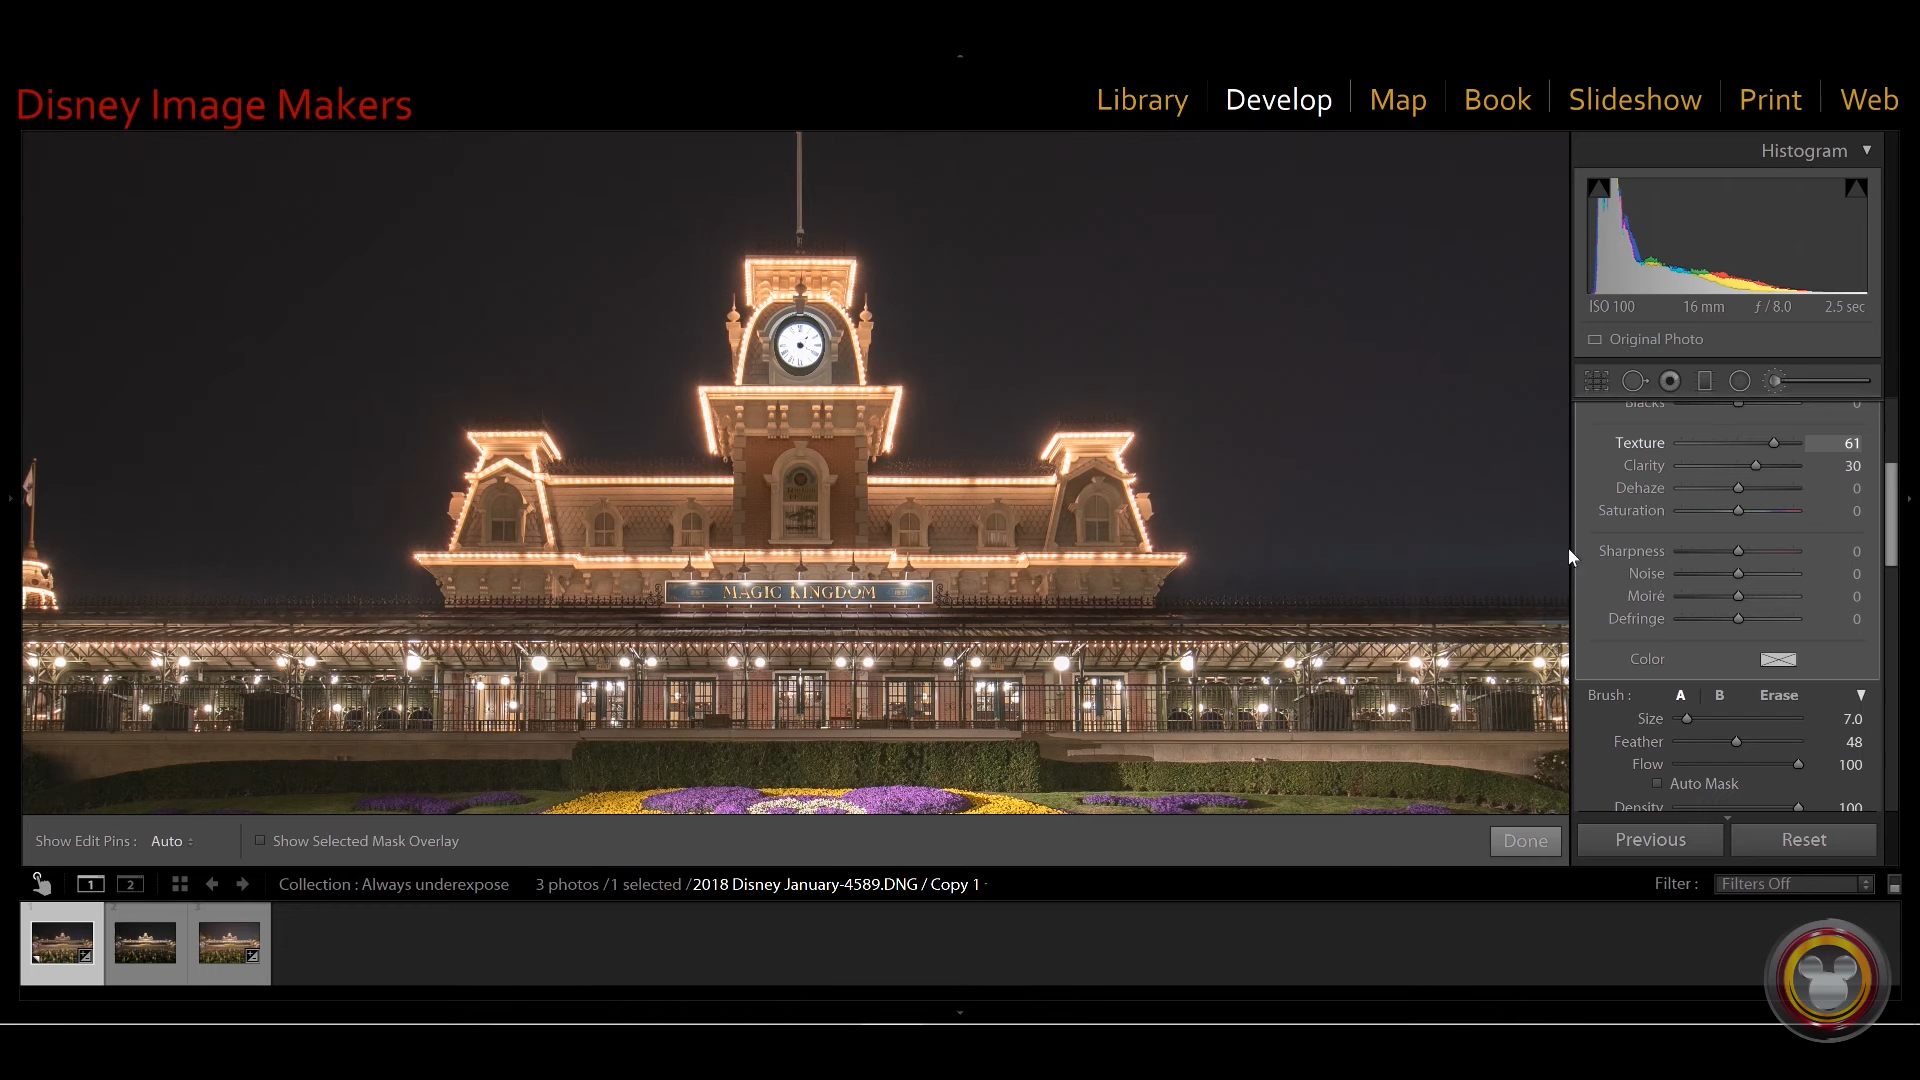 Disney Image Makers
Library Develop Map Book Slideshow Print Web
Histogram
ISO 100 16 mm ƒ / 8.0 2.5 sec
Original Photo
Blacks 0
Texture 61
Clarity 30
Dehaze 0
Saturation 0
Sharpness 0
Noise 0
Moiré 0
Defringe 0
Color
MAGIC KINGDOM
Brush : A B Erase
Size 7.0
Feather 48
Flow 100
Auto Mask
Density 100
Show Edit Pins : Auto Show Selected Mask Overlay Done Previous Reset
1 2 Collection : Always underexpose 3 photos / 1 selected / 2018 Disney January-4589.DNG / Copy 1 Filter : Filters Off